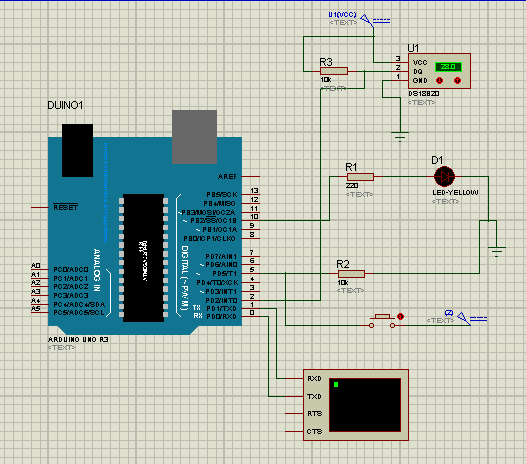 U1(VCC)
<TEXT>
U1
R3
10k
<TEXT>
3 VCC
2 DQ
1 GND
28.0
DS18B20
<TEXT>
DUINO1
R1
220
<TEXT>
D1
LED-YELLOW
<TEXT>
RESET
AREF
PB5/SCK 13
PB4/MISO 12
~PB3/MOSI/OC2A 11
~PB2/SS/OC1B 10
~PB1/OC1A 9
PB0/ICP1/CLKO 8
PD7/AIN1 7
~PD6/AIN0 6
~PD5/T1 5
PD4/T0/XCK 4
~PD3/INT1 3
PD2/INT0 2
TX PD1/TXD 1
RX PD0/RXD 0
ANALOG IN
DIGITAL (~PWM)
A0 PC0/ADC0
A1 PC1/ADC1
A2 PC2/ADC2
A3 PC3/ADC3
A4 PC4/ADC4/SDA
A5 PC5/ADC5/SCL
R2
10k
<TEXT>
<TEXT>
ARDUINO UNO R3
<TEXT>
RXD
TXD
RTS
CTS